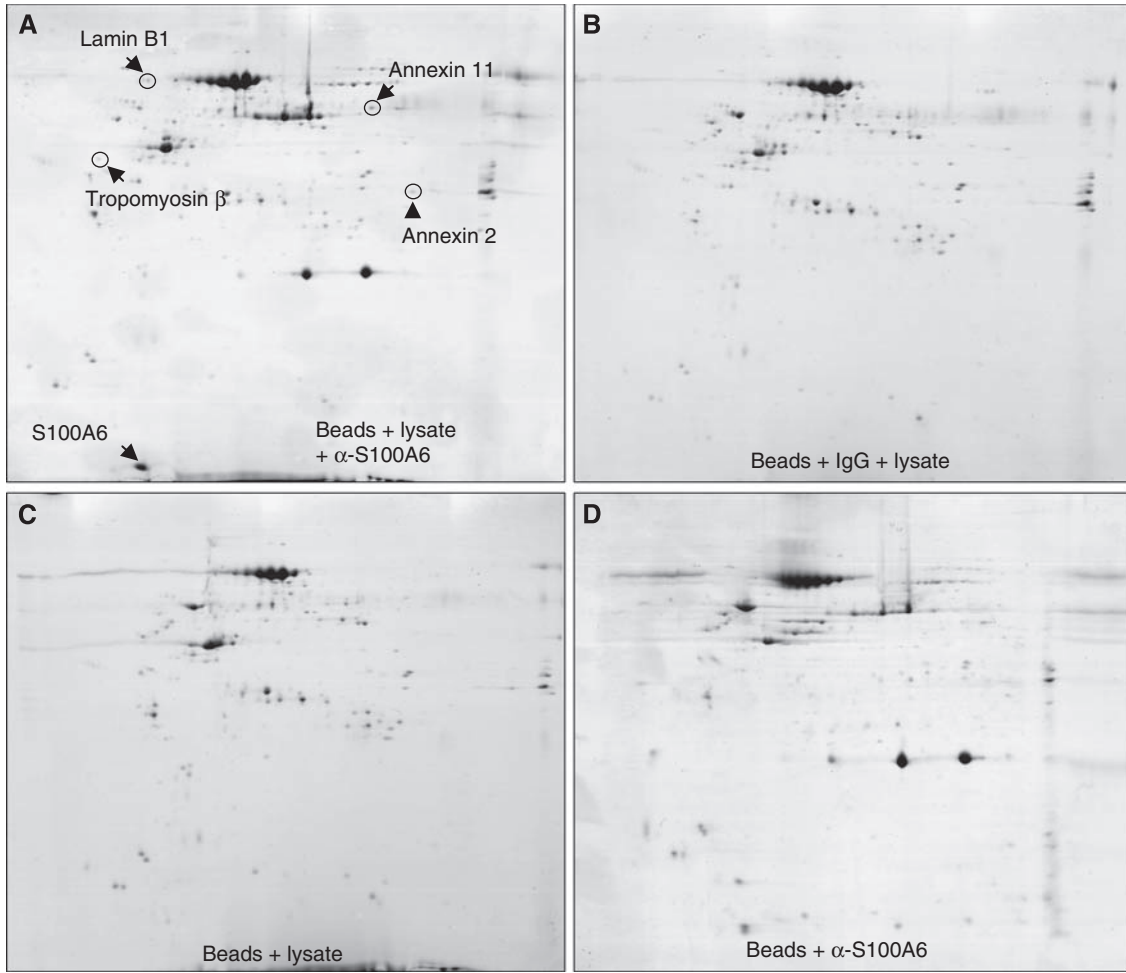 A
Lamin B1
Annexin 11
Tropomyosin β
Annexin 2
S100A6
Beads + lysate
+ α-S100A6
B
Beads + IgG + lysate
C
Beads + lysate
D
Beads + α-S100A6